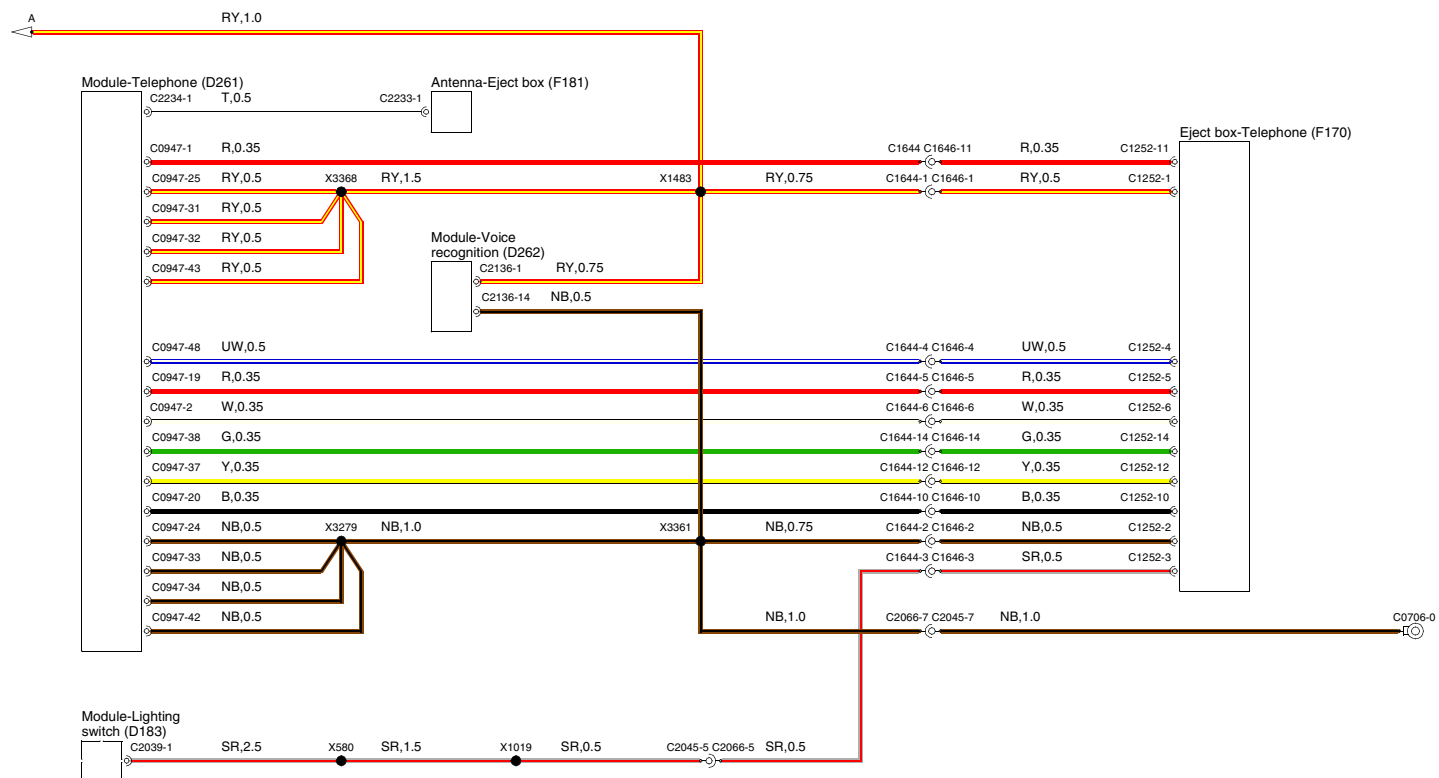 A RY,1.0
Module-Telephone (D261) Antenna-Eject box (F181)
C2234-1 T,0.5 C2233-1
Eject box-Telephone (F170)
C0947-1 R,0.35 C1644 C1646-11 R,0.35 C1252-11
C0947-25 RY,0.5 X3368 RY,1.5 X1483 RY,0.75 C1644-1 C1646-1 RY,0.5 C1252-1
C0947-31 RY,0.5
C0947-32 RY,0.5
Module-Voice
recognition (D262)
C0947-43 RY,0.5 C2136-1 RY,0.75
C2136-14 NB,0.5
C0947-48 UW,0.5 C1644-4 C1646-4 UW,0.5 C1252-4
C0947-19 R,0.35 C1644-5 C1646-5 R,0.35 C1252-5
C0947-2 W,0.35 C1644-6 C1646-6 W,0.35 C1252-6
C0947-38 G,0.35 C1644-14 C1646-14 G,0.35 C1252-14
C0947-37 Y,0.35 C1644-12 C1646-12 Y,0.35 C1252-12
C0947-20 B,0.35 C1644-10 C1646-10 B,0.35 C1252-10
C0947-24 NB,0.5 X3279 NB,1.0 X3361 NB,0.75 C1644-2 C1646-2 NB,0.5 C1252-2
C0947-33 NB,0.5 C1644-3 C1646-3 SR,0.5 C1252-3
C0947-34 NB,0.5
C0947-42 NB,0.5 NB,1.0 C2066-7 C2045-7 NB,1.0 C0706-0
Module-Lighting
switch (D183)
C2039-1 SR,2.5 X580 SR,1.5 X1019 SR,0.5 C2045-5 C2066-5 SR,0.5